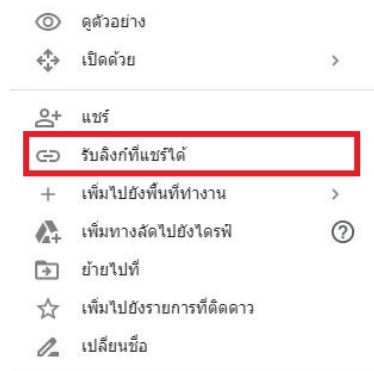 ดูตัวอย่าง
เปิดด้วย
แชร์
รับลิงก์ที่แชร์ได้
เพิ่มไปยังพื้นที่ทำงาน
เพิ่มทางลัดไปยังไดรฟ์
ย้ายไปที่
เพิ่มไปยังรายการที่ติดดาว
เปลี่ยนชื่อ